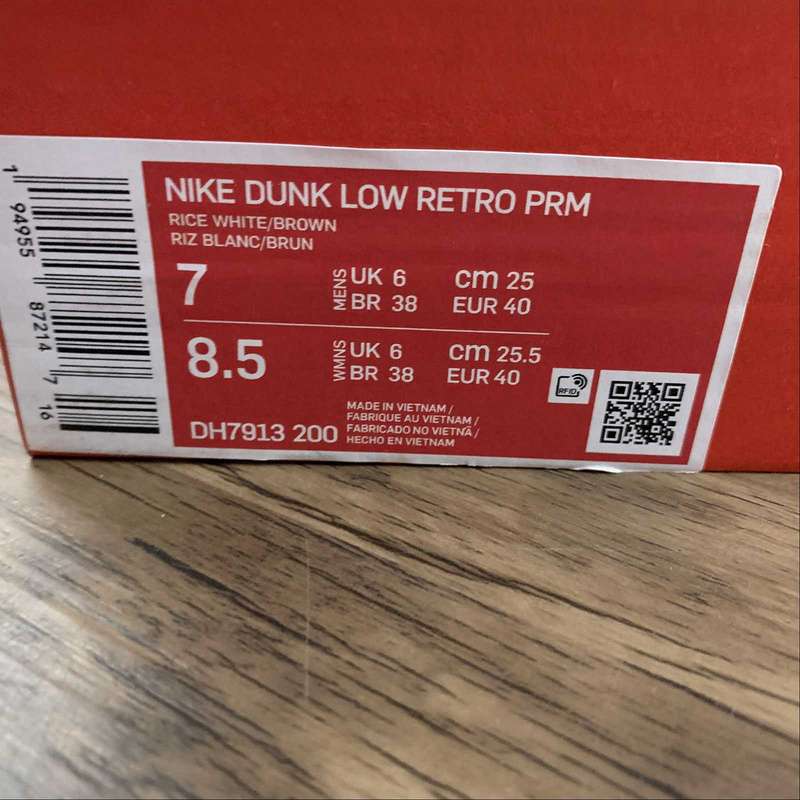 NIKE DUNK LOW RETRO PRM
RICE WHITE/BROWN
RIZ BLANC/BRUN
7 MENS UK 6 cm 25
BR 38 EUR 40
8.5 WMNS UK 6 cm 25.5
BR 38 EUR 40
RFID
DH7913 200
MADE IN VIETNAM /
FABRIQUE AU VIETNAM /
FABRICADO NO VIETNÃ /
HECHO EN VIETNAM
1 94955 87214 7 16